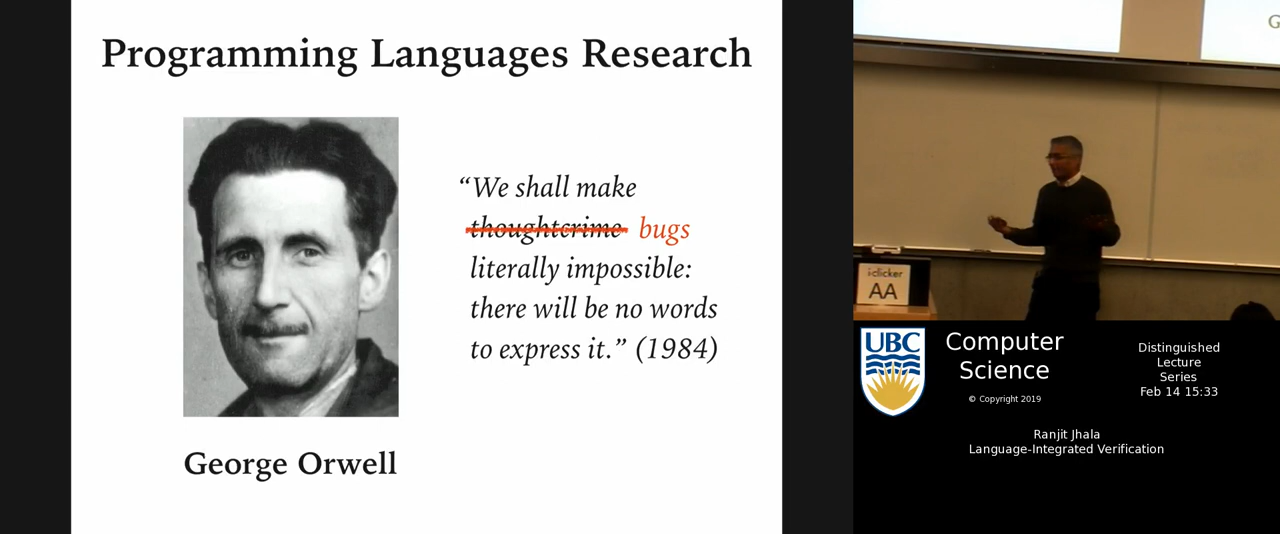 Programming Languages Research
“We shall make
thoughtcrime bugs
literally impossible:
there will be no words
to express it.” (1984)
George Orwell
G
i-clicker
AA
UBC
Computer
Science
© Copyright 2019
Distinguished
Lecture
Series
Feb 14 15:33
Ranjit Jhala
Language-Integrated Verification